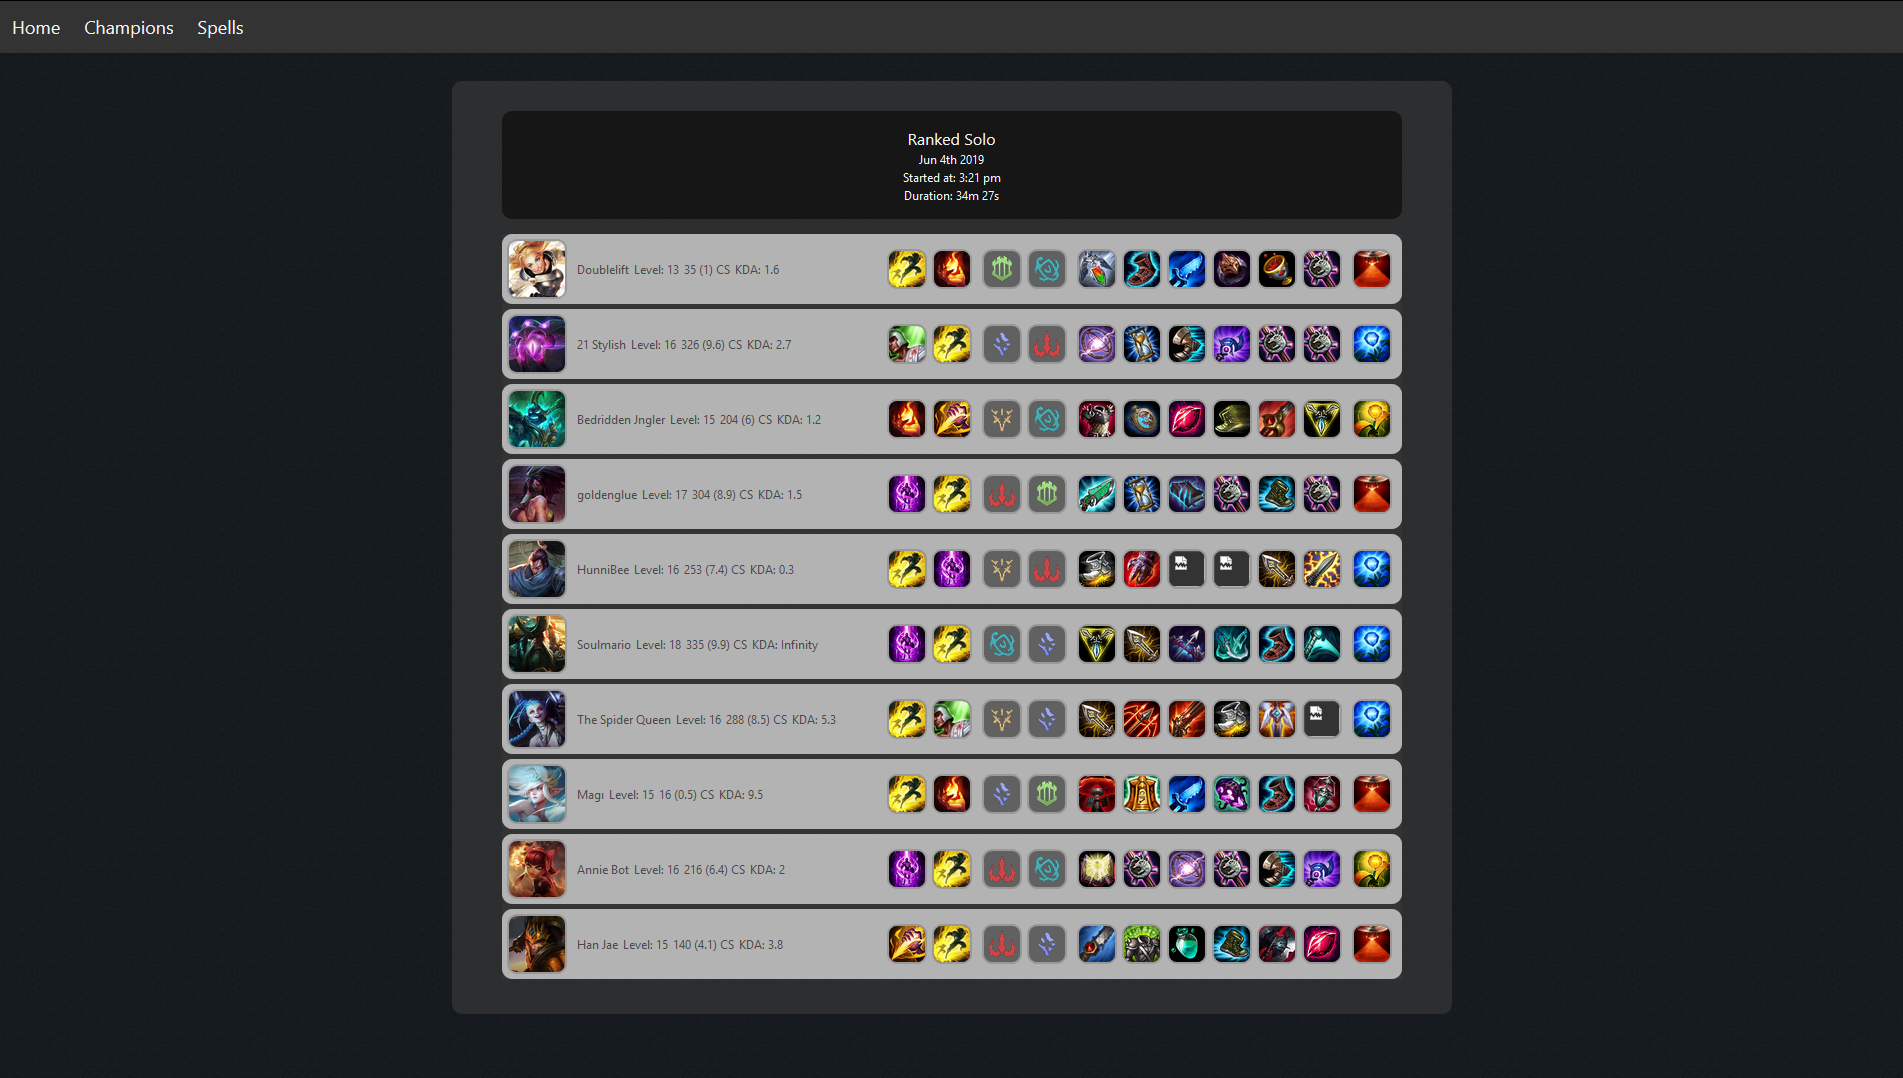 Home Champions Spells
Ranked Solo
Jun 4th 2019
Started at: 3:21 pm
Duration: 34m 27s
Doublelift Level: 13 35 (1) CS KDA: 1.6
21 Stylish Level: 16 326 (9.6) CS KDA: 2.7
Bedridden Jngler Level: 15 204 (6) CS KDA: 1.2
goldenglue Level: 17 304 (8.9) CS KDA: 1.5
HunniBee Level: 16 253 (7.4) CS KDA: 0.3
Soulmario Level: 18 335 (9.9) CS KDA: Infinity
The Spider Queen Level: 16 288 (8.5) CS KDA: 5.3
Magı Level: 15 16 (0.5) CS KDA: 9.5
Annie Bot Level: 16 216 (6.4) CS KDA: 2
Han Jae Level: 15 140 (4.1) CS KDA: 3.8